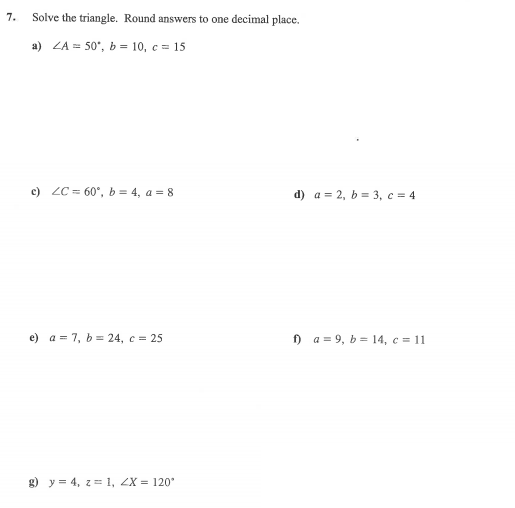 7. Solve the triangle. Round answers to one decimal place.
a) ∠A = 50°, b = 10, c = 15
c) ∠C = 60°, b = 4, a = 8
d) a = 2, b = 3, c = 4
e) a = 7, b = 24, c = 25
f) a = 9, b = 14, c = 11
g) y = 4, z = 1, ∠X = 120°